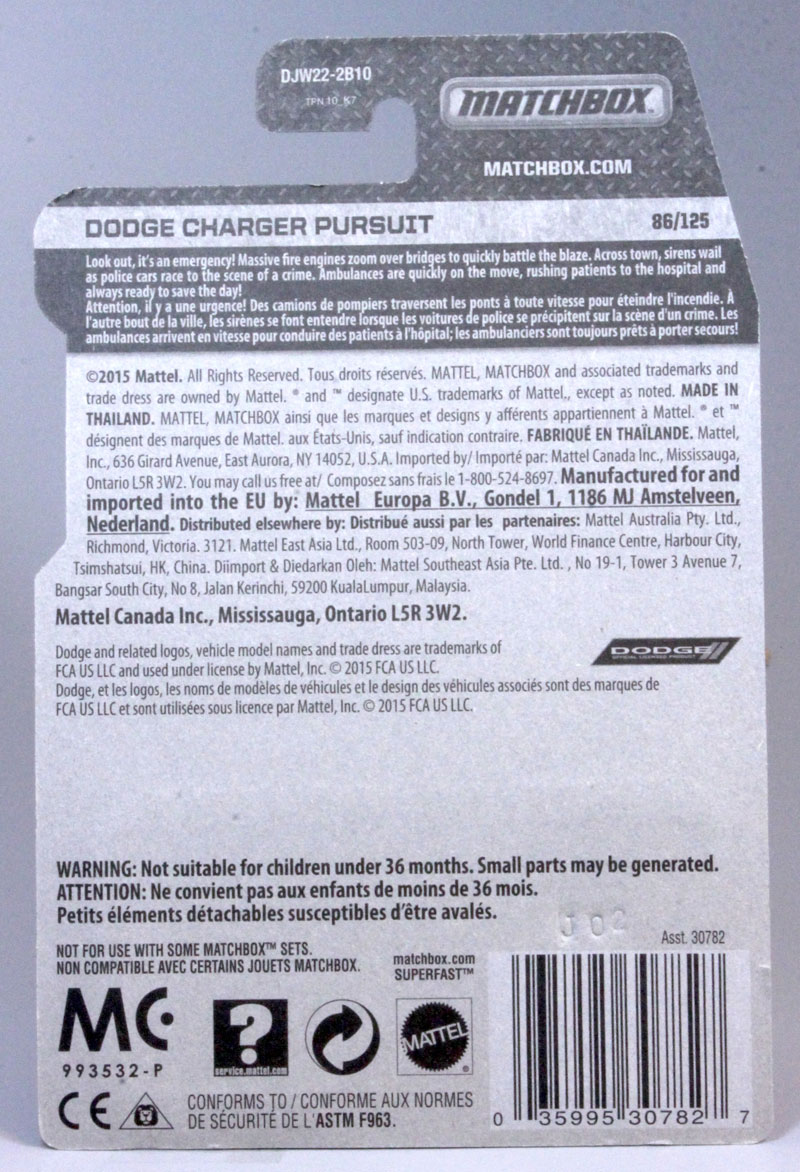 DJW22-2B10
TPN 10_K7
MATCHBOX™
MATCHBOX.COM
DODGE CHARGER PURSUIT 86/125
Look out, it's an emergency! Massive fire engines zoom over bridges to quickly battle the blaze. Across town, sirens wail
as police cars race to the scene of a crime. Ambulances are quickly on the move, rushing patients to the hospital and
always ready to save the day!
Attention, il y a une urgence! Des camions de pompiers traversent les ponts à toute vitesse pour éteindre l'incendie. À
l'autre bout de la ville, les sirènes se font entendre lorsque les voitures de police se précipitent sur la scène d'un crime. Les
ambulances arrivent en vitesse pour conduire des patients à l'hôpital; les ambulanciers sont toujours prêts à porter secours!
©2015 Mattel. All Rights Reserved. Tous droits réservés. MATTEL, MATCHBOX and associated trademarks and
trade dress are owned by Mattel. ® and ™ designate U.S. trademarks of Mattel,, except as noted. MADE IN
THAILAND. MATTEL, MATCHBOX ainsi que les marques et designs y afférents appartiennent à Mattel. ® et ™
désignent des marques de Mattel. aux États-Unis, sauf indication contraire. FABRIQUÉ EN THAÏLANDE. Mattel,
Inc., 636 Girard Avenue, East Aurora, NY 14052, U.S.A. Imported by/ Importé par: Mattel Canada Inc., Mississauga,
Ontario L5R 3W2. You may call us free at/ Composez sans frais le 1-800-524-8697. Manufactured for and
imported into the EU by: Mattel Europa B.V., Gondel 1, 1186 MJ Amstelveen,
Nederland. Distributed elsewhere by: Distribué aussi par les partenaires: Mattel Australia Pty. Ltd.,
Richmond, Victoria. 3121. Mattel East Asia Ltd., Room 503-09, North Tower, World Finance Centre, Harbour City,
Tsimshatsui, HK, China. Diimport & Diedarkan Oleh: Mattel Southeast Asia Pte. Ltd. , No 19-1, Tower 3 Avenue 7,
Bangsar South City, No 8, Jalan Kerinchi, 59200 KualaLumpur, Malaysia.
Mattel Canada Inc., Mississauga, Ontario L5R 3W2.
Dodge and related logos, vehicle model names and trade dress are trademarks of
FCA US LLC and used under license by Mattel, Inc. © 2015 FCA US LLC.
Dodge, et les logos, les noms de modèles de véhicules et le design des véhicules associés sont des marques de
FCA US LLC et sont utilisées sous licence par Mattel, Inc. © 2015 FCA US LLC.
DODGE
OFFICIAL LICENSED PRODUCT
WARNING: Not suitable for children under 36 months. Small parts may be generated.
ATTENTION: Ne convient pas aux enfants de moins de 36 mois.
Petits éléments détachables susceptibles d'être avalés.
J02
Asst. 30782
NOT FOR USE WITH SOME MATCHBOX™ SETS.
NON COMPATIBLE AVEC CERTAINS JOUETS MATCHBOX.
matchbox.com
SUPERFAST™
MC
993532-P
?
service.mattel.com
MATTEL ®
CE
CONFORMS TO / CONFORME AUX NORMES
DE SÉCURITÉ DE L'ASTM F963.
0 35995 30782 7